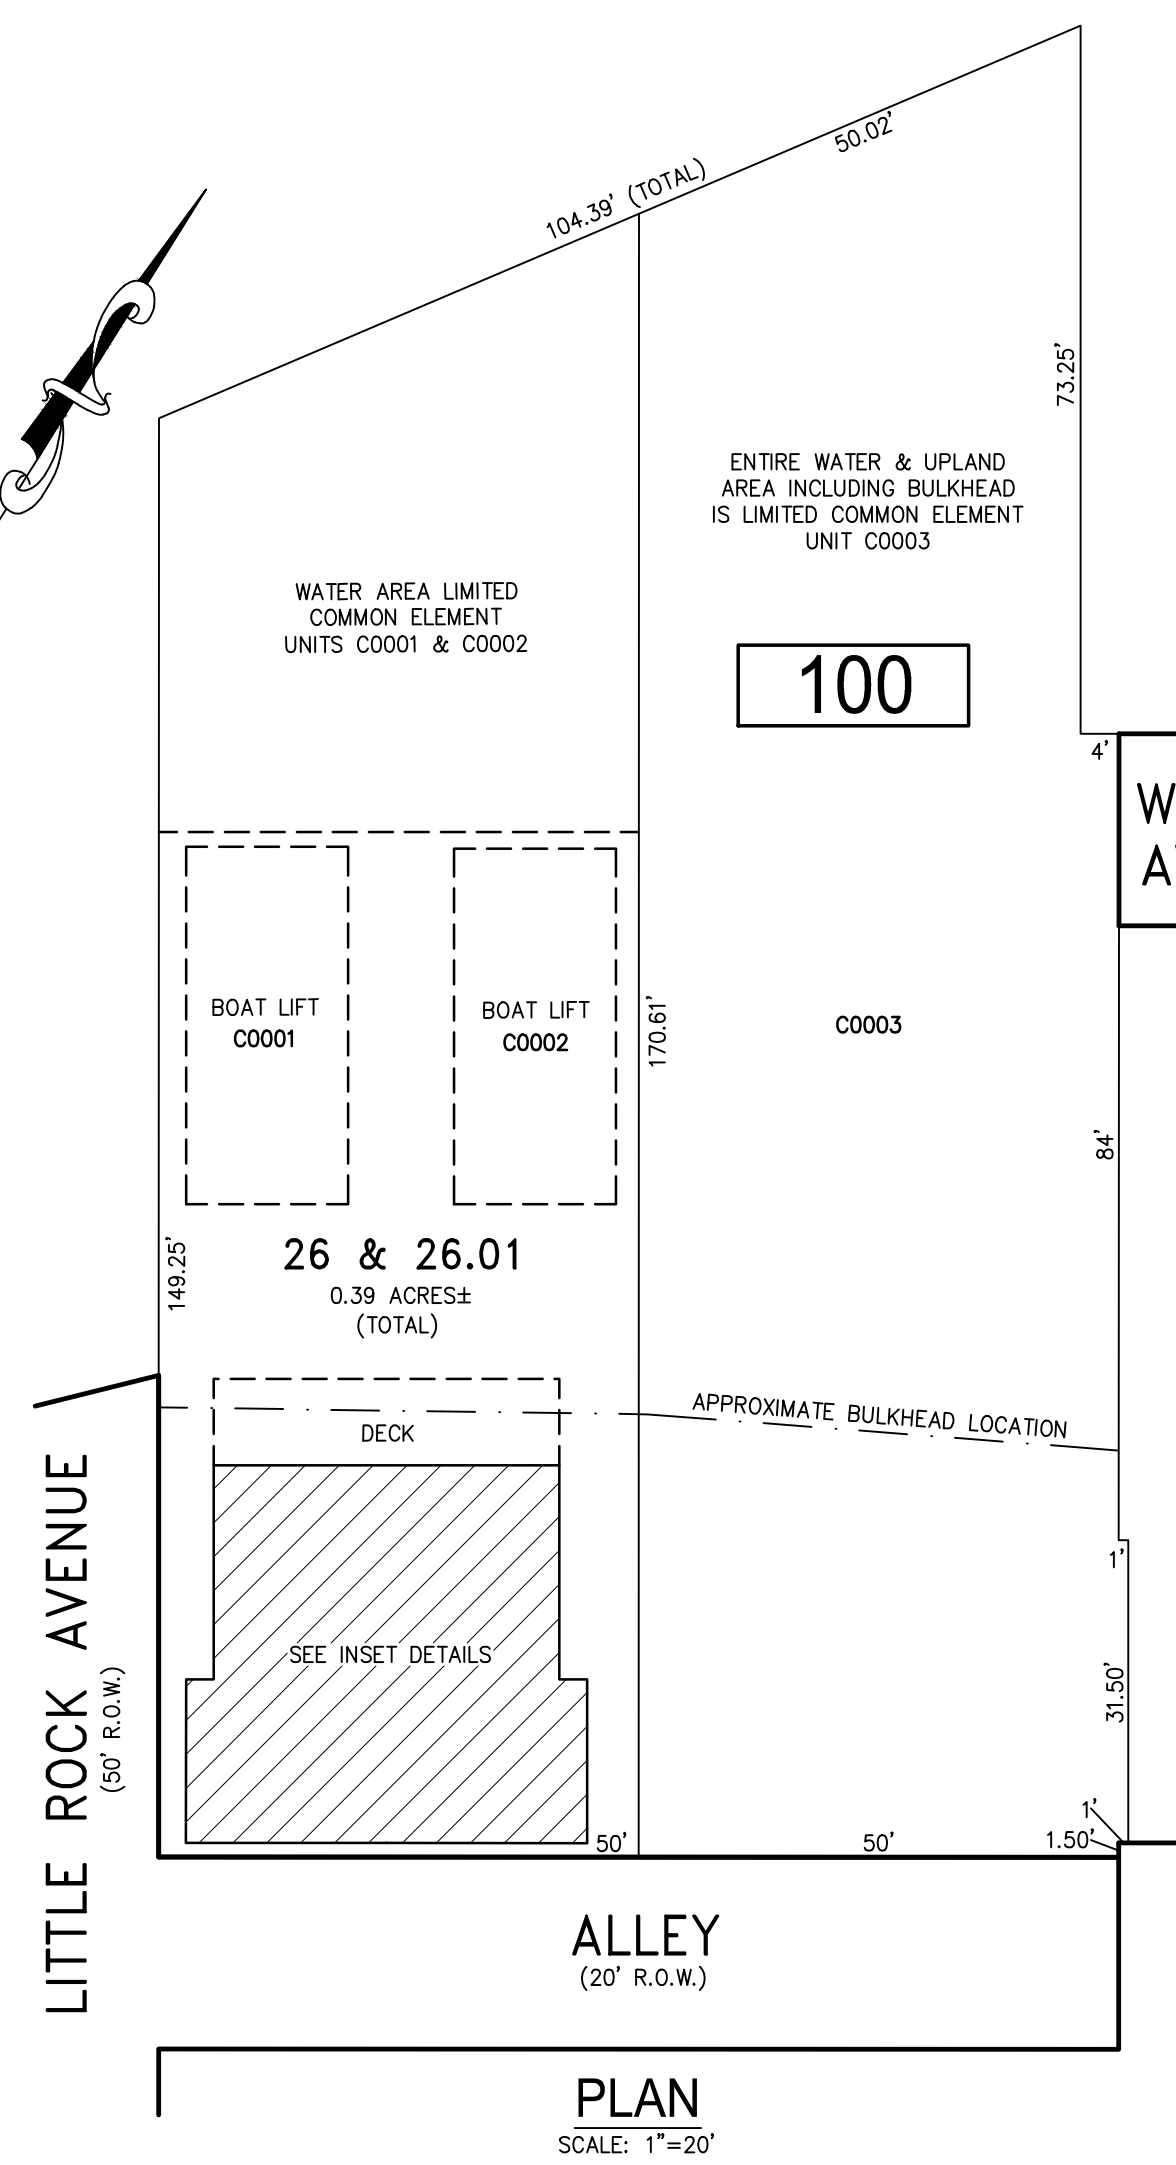 50.02'
104.39' (TOTAL)
73.25'
ENTIRE WATER & UPLAND
AREA INCLUDING BULKHEAD
IS LIMITED COMMON ELEMENT
UNIT C0003
WATER AREA LIMITED
COMMON ELEMENT
UNITS C0001 & C0002
100
4'
BOAT LIFT
C0001
BOAT LIFT
C0002
170.61'
C0003
84'
149.25'
26 & 26.01
0.39 ACRES±
(TOTAL)
APPROXIMATE BULKHEAD LOCATION
DECK
LITTLE ROCK AVENUE
(50' R.O.W.)
1'
SEE INSET DETAILS
31.50'
1'
50'
50'
1.50'
ALLEY
(20' R.O.W.)
PLAN
SCALE: 1"=20'